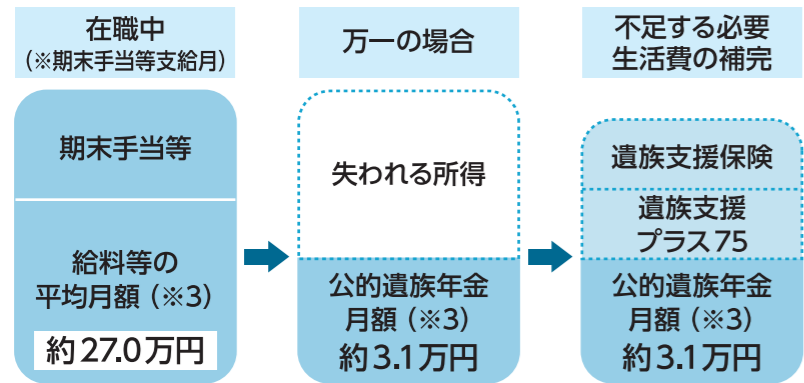 在職中
(※期末手当等支給月)
期末手当等
給料等の
平均月額(※3)
約27.0万円
万一の場合
失われる所得
公的遺族年金
月額(※3)
約3.1万円
不足する必要
生活費の補完
遺族支援保険
遺族支援
プラス75
公的遺族年金
月額(※3)
約3.1万円